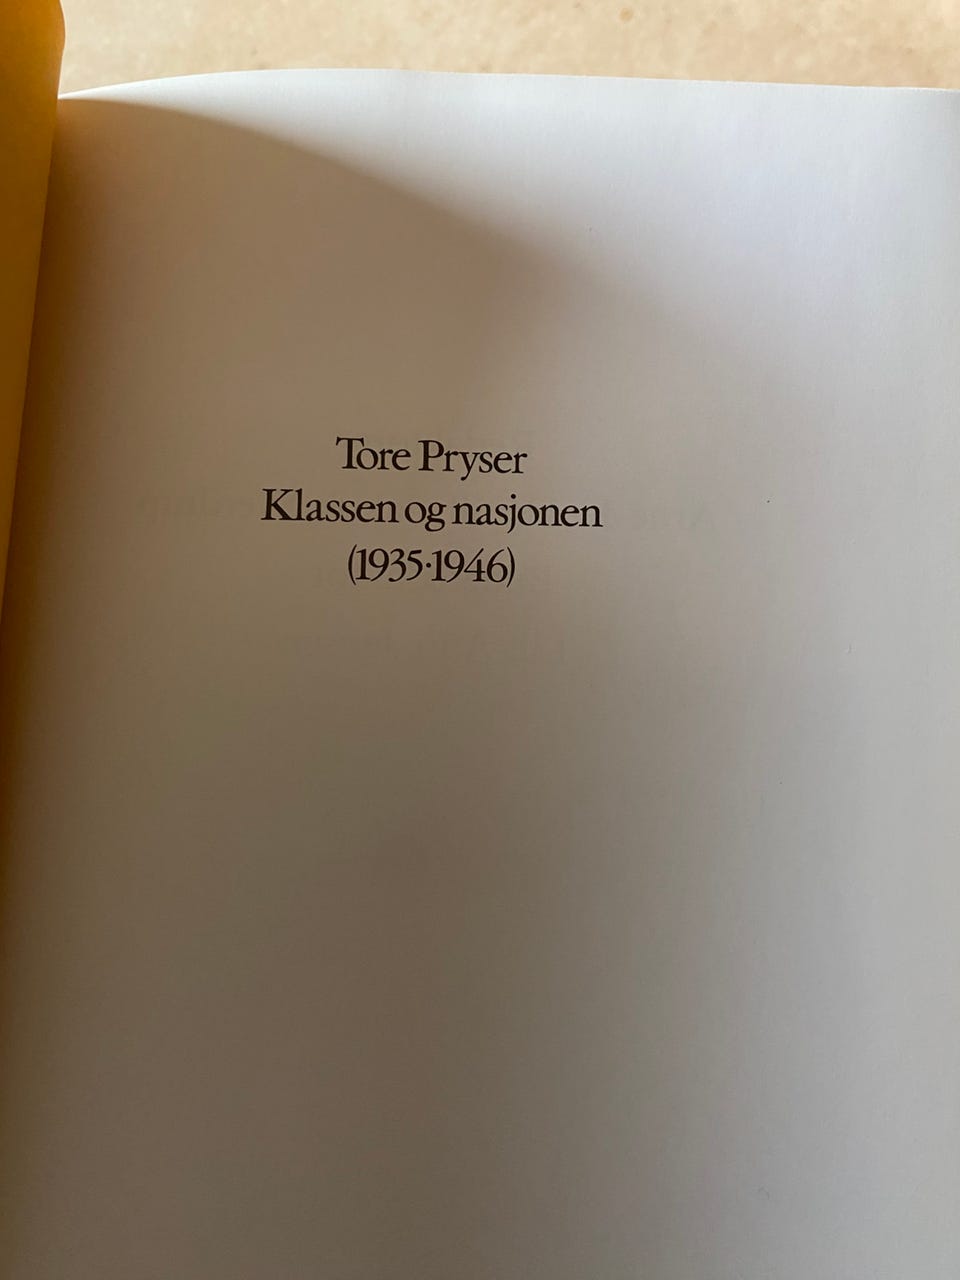 Tore Pryser
Klassen og nasjonen
(1935·1946)